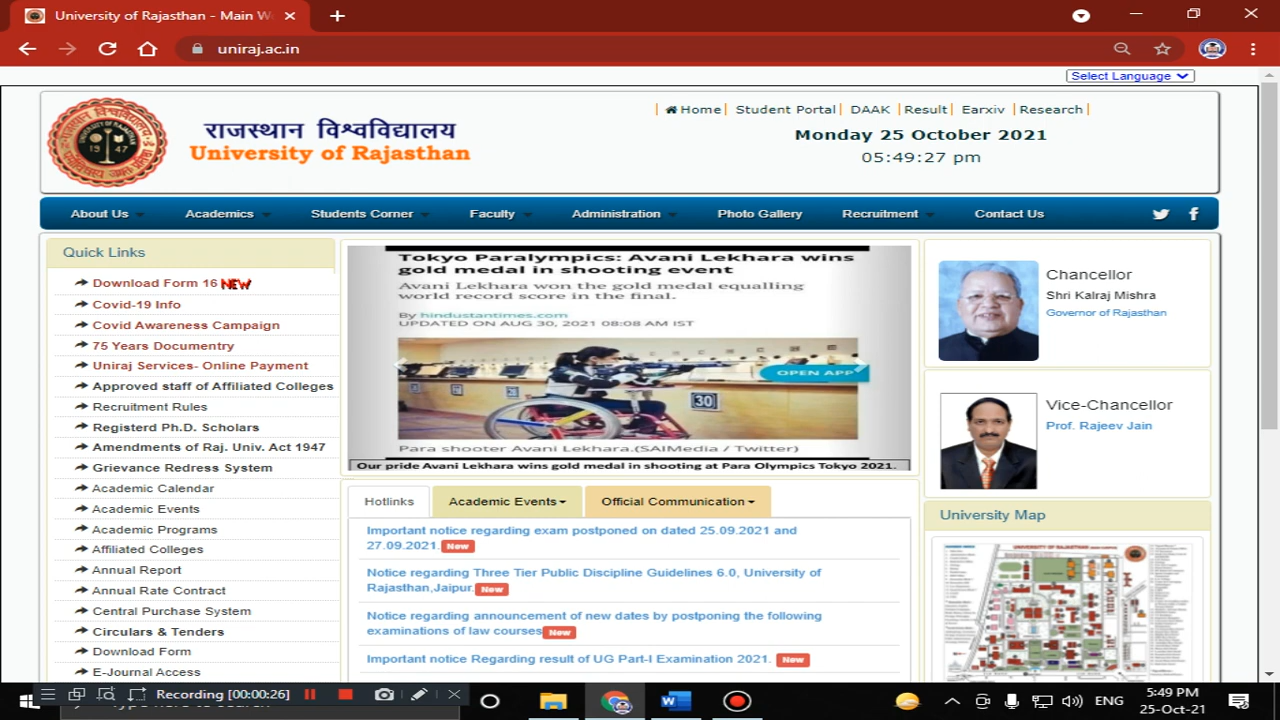 University of Rajasthan - Main W
uniraj.ac.in
Select Language
राजस्थान विश्वविद्यालय
University of Rajasthan
1947
| Home | Student Portal | DAAK | Result | Earxiv | Research |
Monday 25 October 2021
05:49:27 pm
About Us Academics Students Corner Faculty Administration Photo Gallery Recruitment Contact Us
Quick Links
Download Form 16 NEW
Covid-19 Info
Covid Awareness Campaign
75 Years Documentry
Uniraj Services- Online Payment
Approved staff of Affiliated Colleges
Recruitment Rules
Registerd Ph.D. Scholars
Amendments of Raj. Univ. Act 1947
Grievance Redress System
Academic Calendar
Academic Events
Academic Programs
Affiliated Colleges
Annual Report
Annual Rate Contract
Central Purchase System
Circulars & Tenders
Download Form
E-Journal Access
Tokyo Paralympics: Avani Lekhara wins
gold medal in shooting event
Avani Lekhara won the gold medal equalling
world record score in the final.
By hindustantimes.com
UPDATED ON AUG 30, 2021 08:08 AM IST
OPEN APP
30
Para shooter Avani Lekhara.(SAIMedia / Twitter)
Our pride Avani Lekhara wins gold medal in shooting at Para Olympics Tokyo 2021.
Hotlinks Academic Events Official Communication
Important notice regarding exam postponed on dated 25.09.2021 and
27.09.2021. New
Notice regarding Three Tier Public Discipline Guidelines 6.0, University of
Rajasthan,Jaipur. New
Notice regarding announcement of new dates by postponing the following
examinations of law courses New
Important notice Regarding result of UG Part-I Examination 2021. New
Chancellor
Shri Kalraj Mishra
Governor of Rajasthan
Vice-Chancellor
Prof. Rajeev Jain
University Map
Recording [00:00:26]
ENG
5:49 PM
25-Oct-21